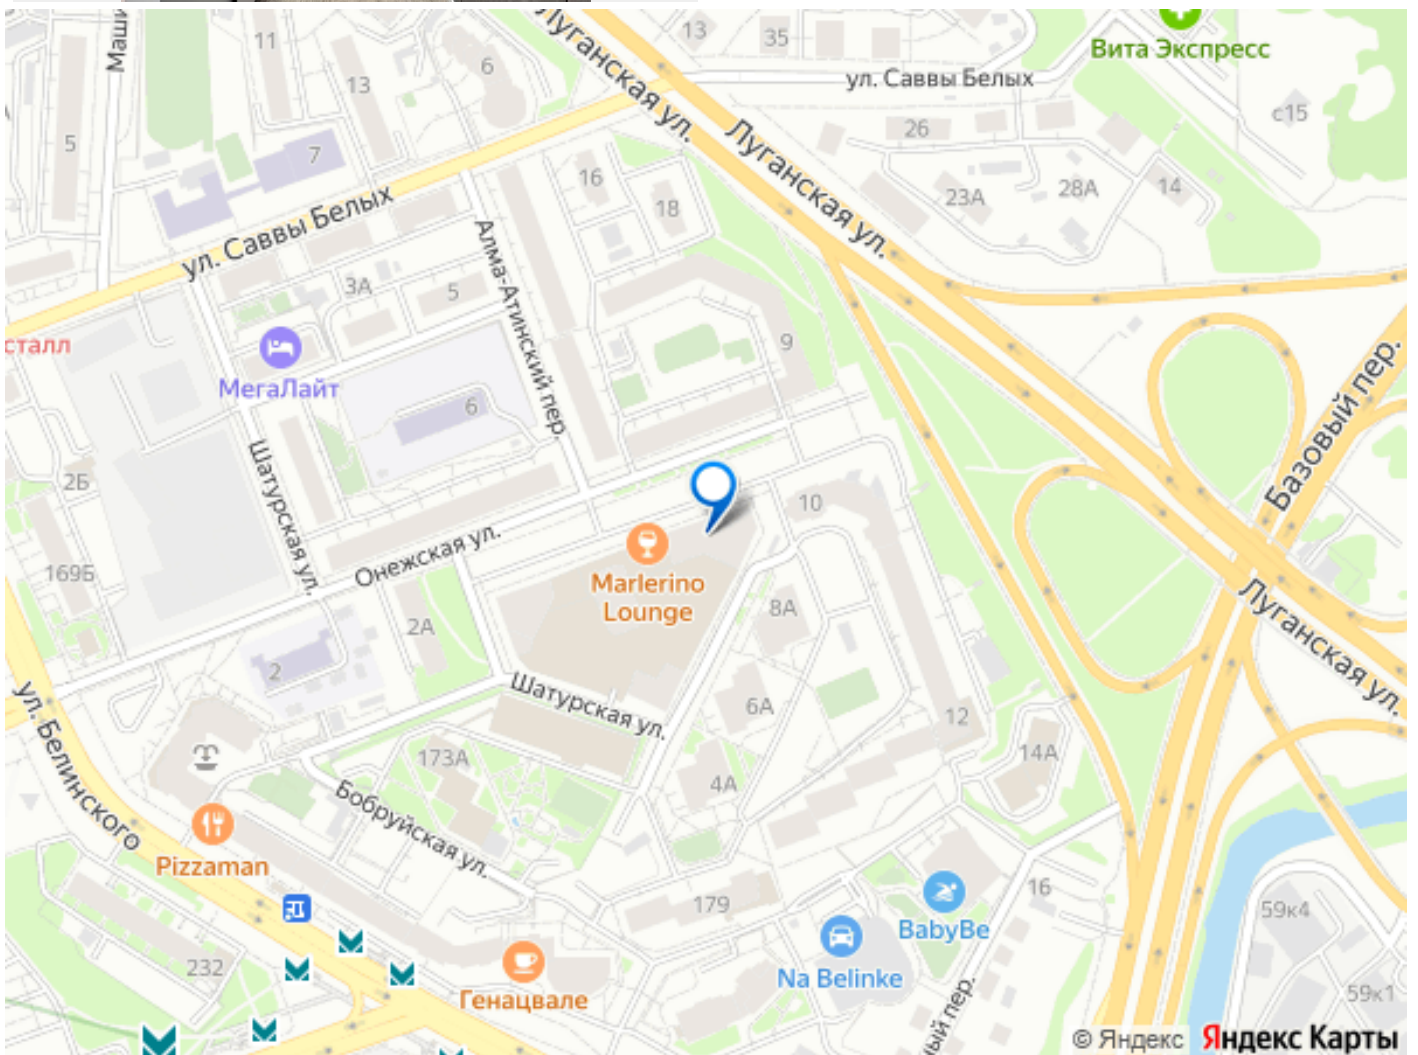 Маши
11
13
6
Луганская ул.
13
35
Вита Экспресс
ул. Саввы Белых
с15
5
7
26
Луганская ул.
16
18
23А
28А
14
ул. Саввы Белых
Алма-Атинский пер.
3А
5
сталл
МегаЛайт
9
6
Базовый пер.
Шатурская ул.
2Б
10
Онежская ул.
169Б
Marlerino
Lounge
8А
2А
Луганская ул.
2
Шатурская ул.
6А
12
ул. Белинского
173А
14А
4А
Бобруйская ул.
Pizzaman
179
16
BabyBe
59к4
232
Na Belinke
Генацвале
59к1
ный пер.
© Яндекс Яндекс Карты